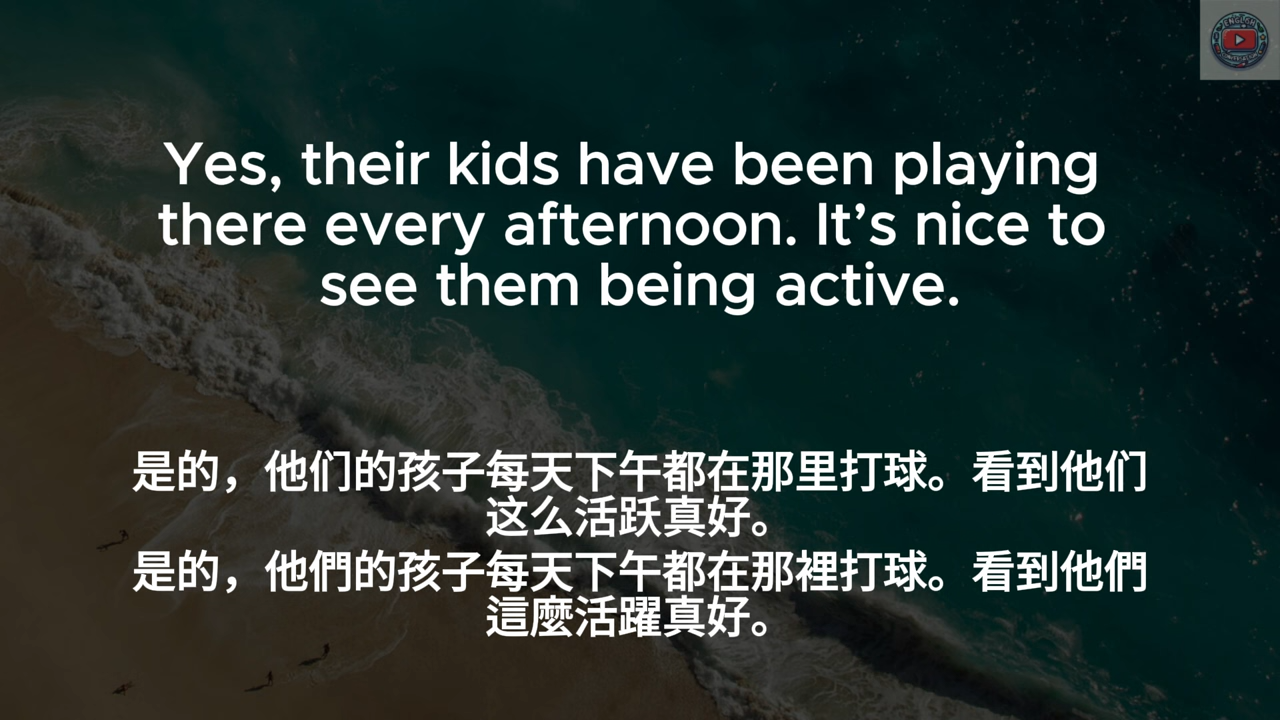 Yes, their kids have been playing
there every afternoon. It’s nice to
see them being active.
是的，他们的孩子每天下午都在那里打球。看到他们
这么活跃真好。
是的，他們的孩子每天下午都在那裡打球。看到他們
這麼活躍真好。